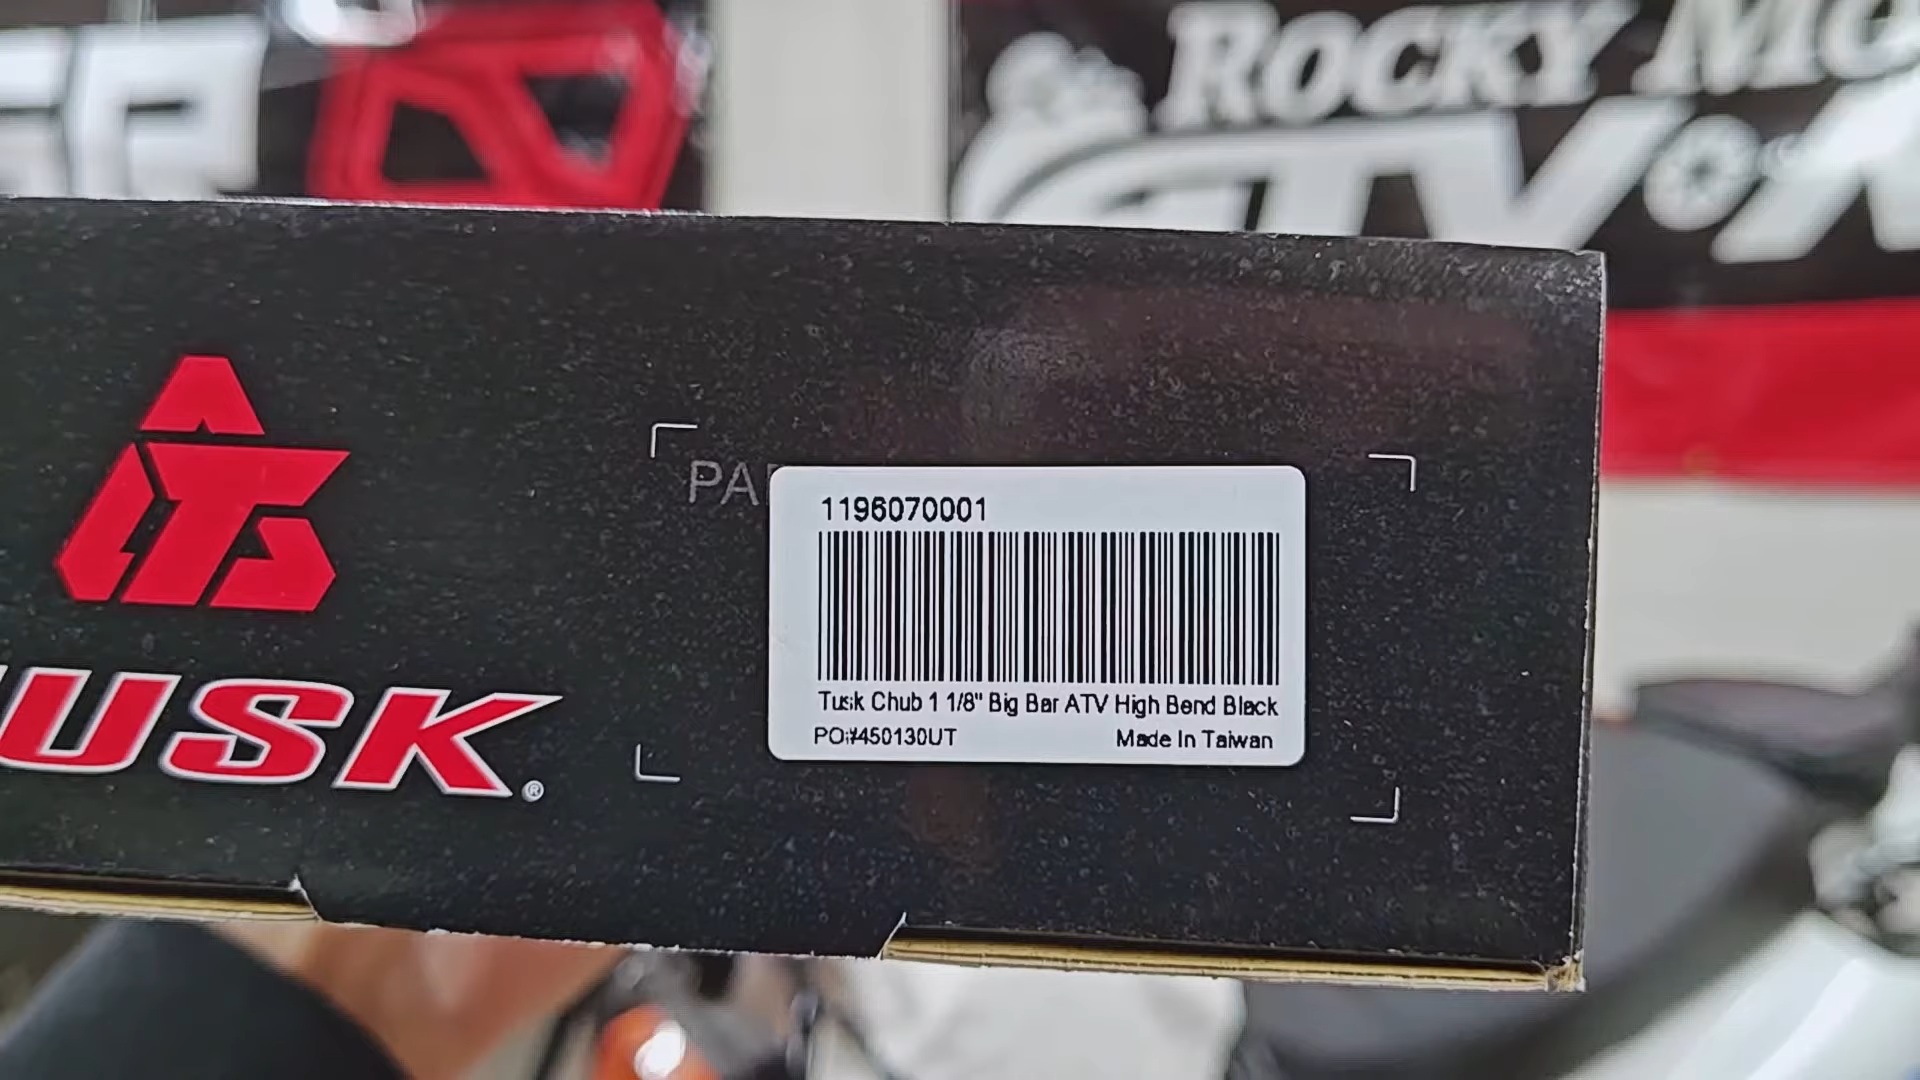 ROCKY MO
TV
PA
1196070001
Tusk Chub 1 1/8" Big Bar ATV High Bend Black
PO#450130UT
Made In Taiwan
USK®